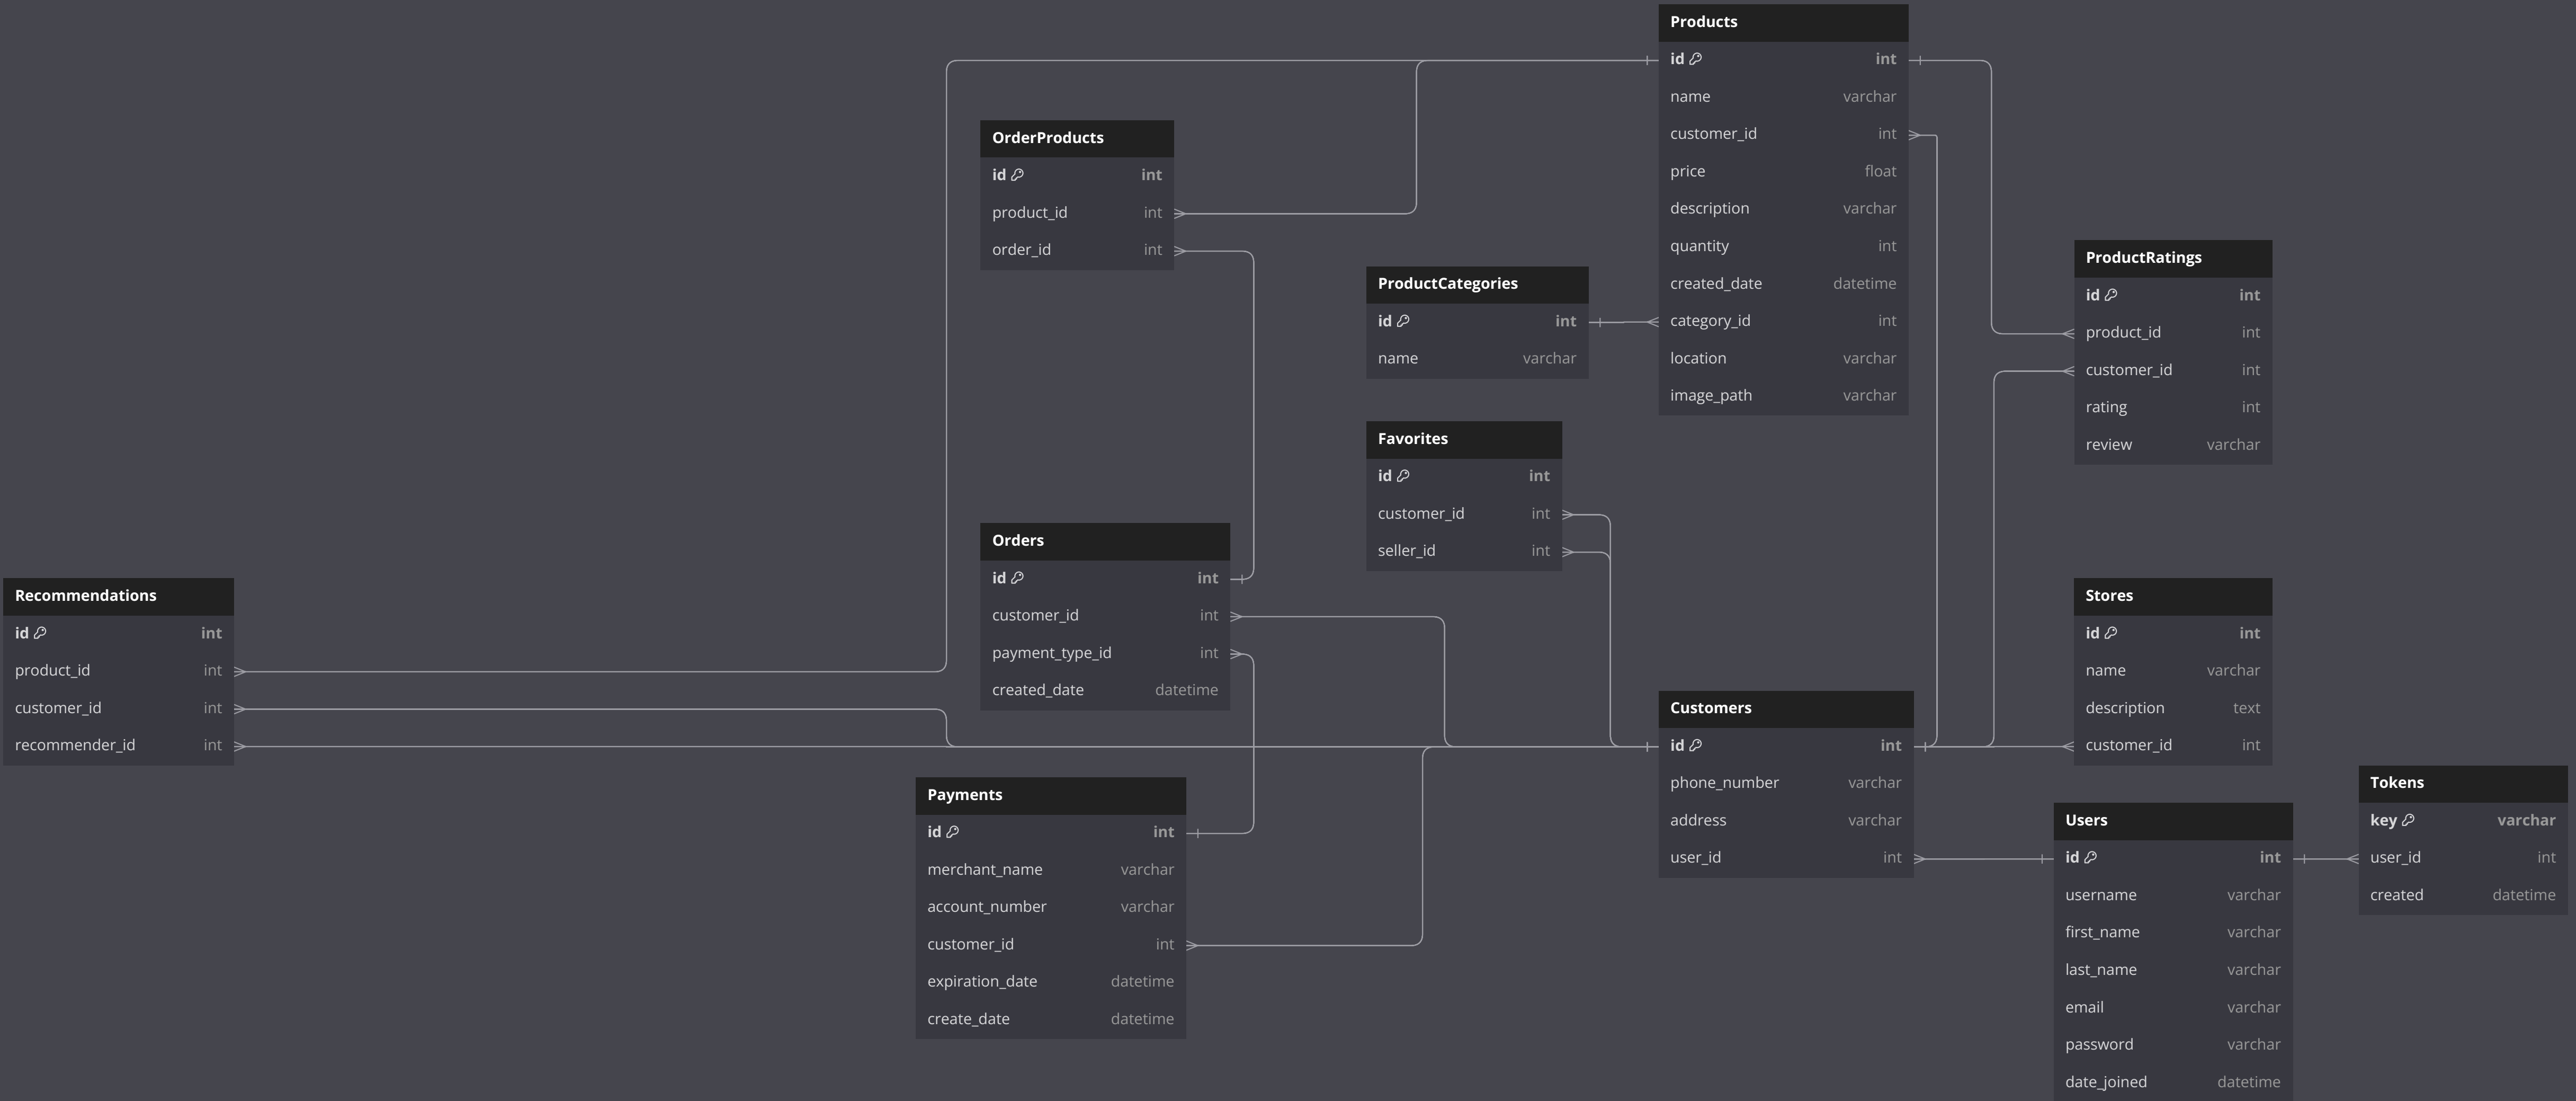 Products
id int
name varchar
customer_id int
price float
description varchar
quantity int
created_date datetime
category_id int
location varchar
image_path varchar
OrderProducts
id int
product_id int
order_id int
ProductCategories
id int
name varchar
ProductRatings
id int
product_id int
customer_id int
rating int
review varchar
Favorites
id int
customer_id int
seller_id int
Orders
id int
customer_id int
payment_type_id int
created_date datetime
Recommendations
id int
product_id int
customer_id int
recommender_id int
Stores
id int
name varchar
description text
customer_id int
Customers
id int
phone_number varchar
address varchar
user_id int
Payments
id int
merchant_name varchar
account_number varchar
customer_id int
expiration_date datetime
create_date datetime
Users
id int
username varchar
first_name varchar
last_name varchar
email varchar
password varchar
date_joined datetime
Tokens
key varchar
user_id int
created datetime